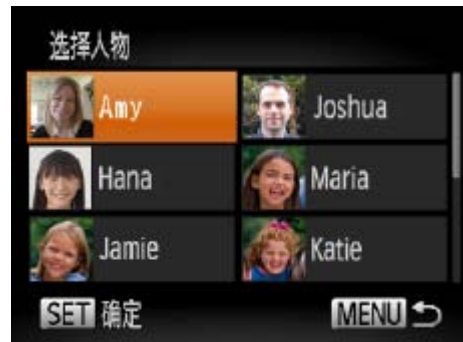 选择人物
Amy Joshua
Hana Maria
Jamie Katie
SET 确定 MENU